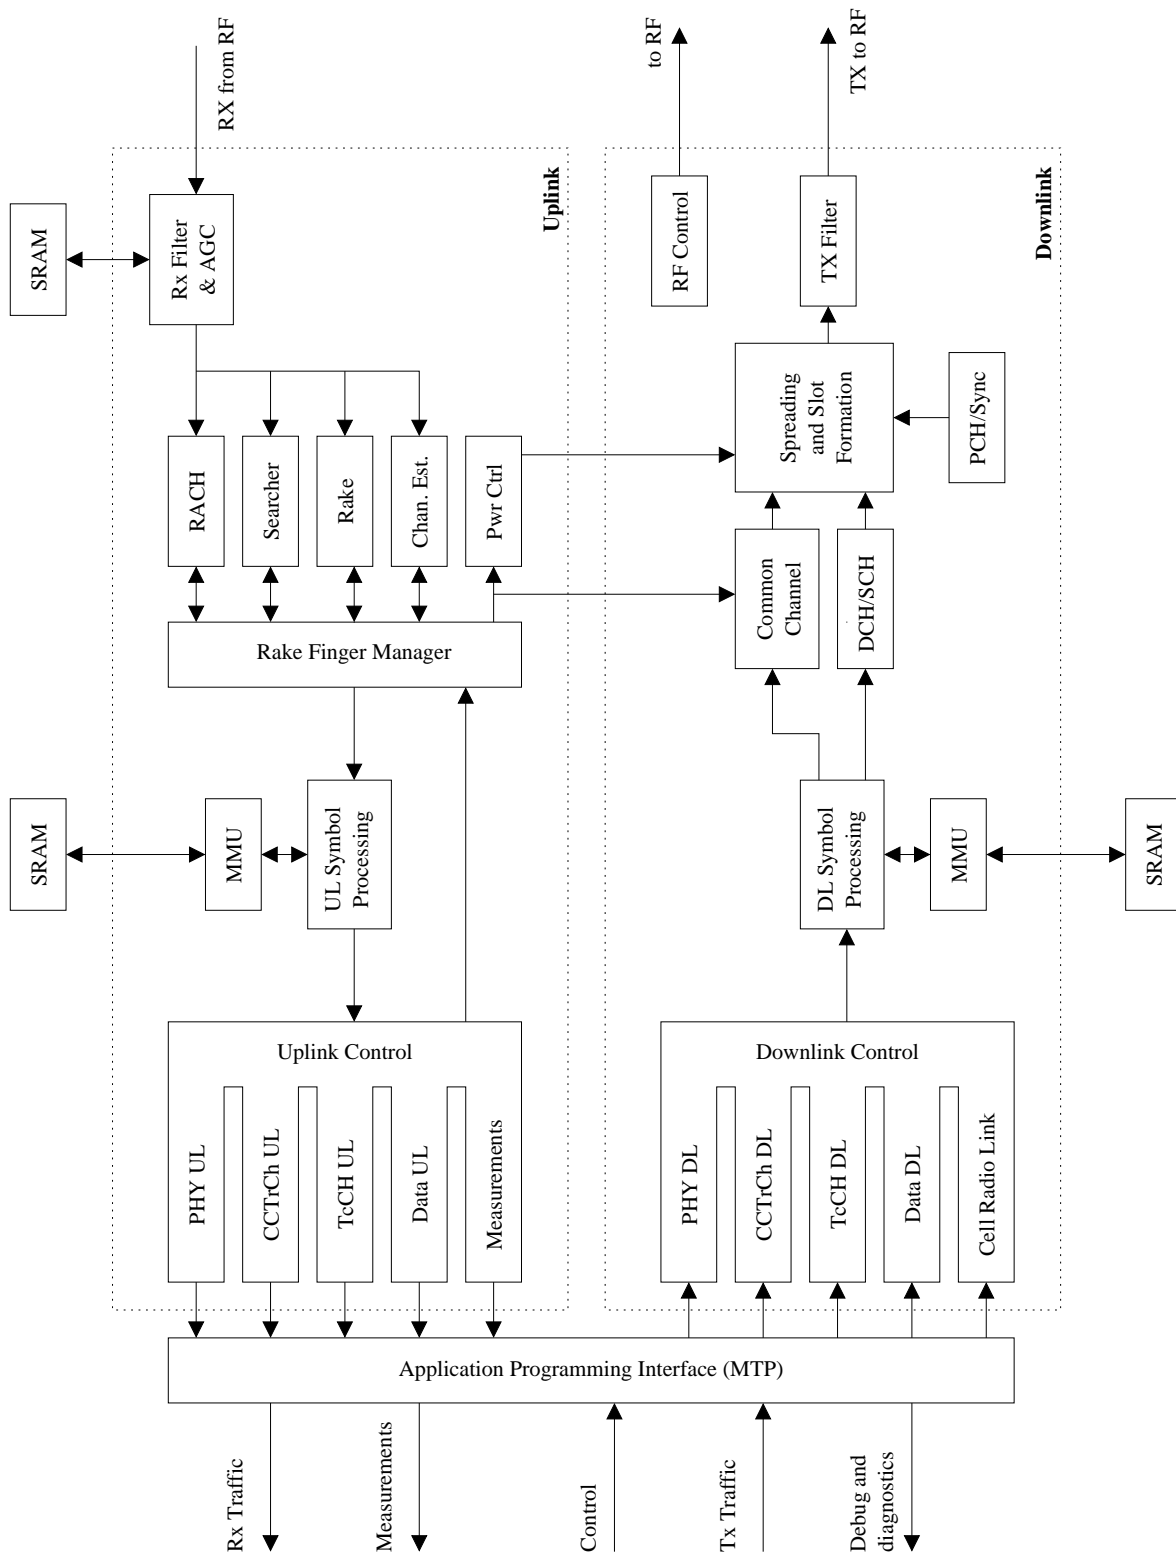 RX from RF
to RF
TX to RF
SRAM
Rx Filter
& AGC
Uplink
RF Control
TX Filter
Downlink
RACH
Searcher
Rake
Chan. Est.
Pwr Ctrl
Spreading
and Slot
Formation
PCH/Sync
Rake Finger Manager
Common
Channel
DCH/SCH
SRAM
MMU
UL Symbol
Processing
DL Symbol
Processing
MMU
SRAM
Uplink Control
PHY UL
CCTrCh UL
TcCH UL
Data UL
Measurements
Downlink Control
PHY DL
CCTrCh DL
TcCH DL
Data DL
Cell Radio Link
Application Programming Interface (MTP)
Rx Traffic
Measurements
Control
Tx Traffic
Debug and
diagnostics